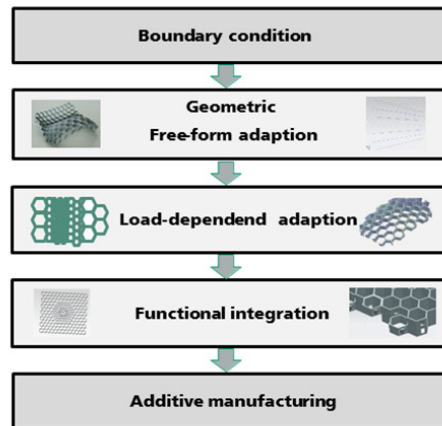 Boundary condition
Geometric
Free-form adaption
Load-dependend adaption
Functional integration
Additive manufacturing